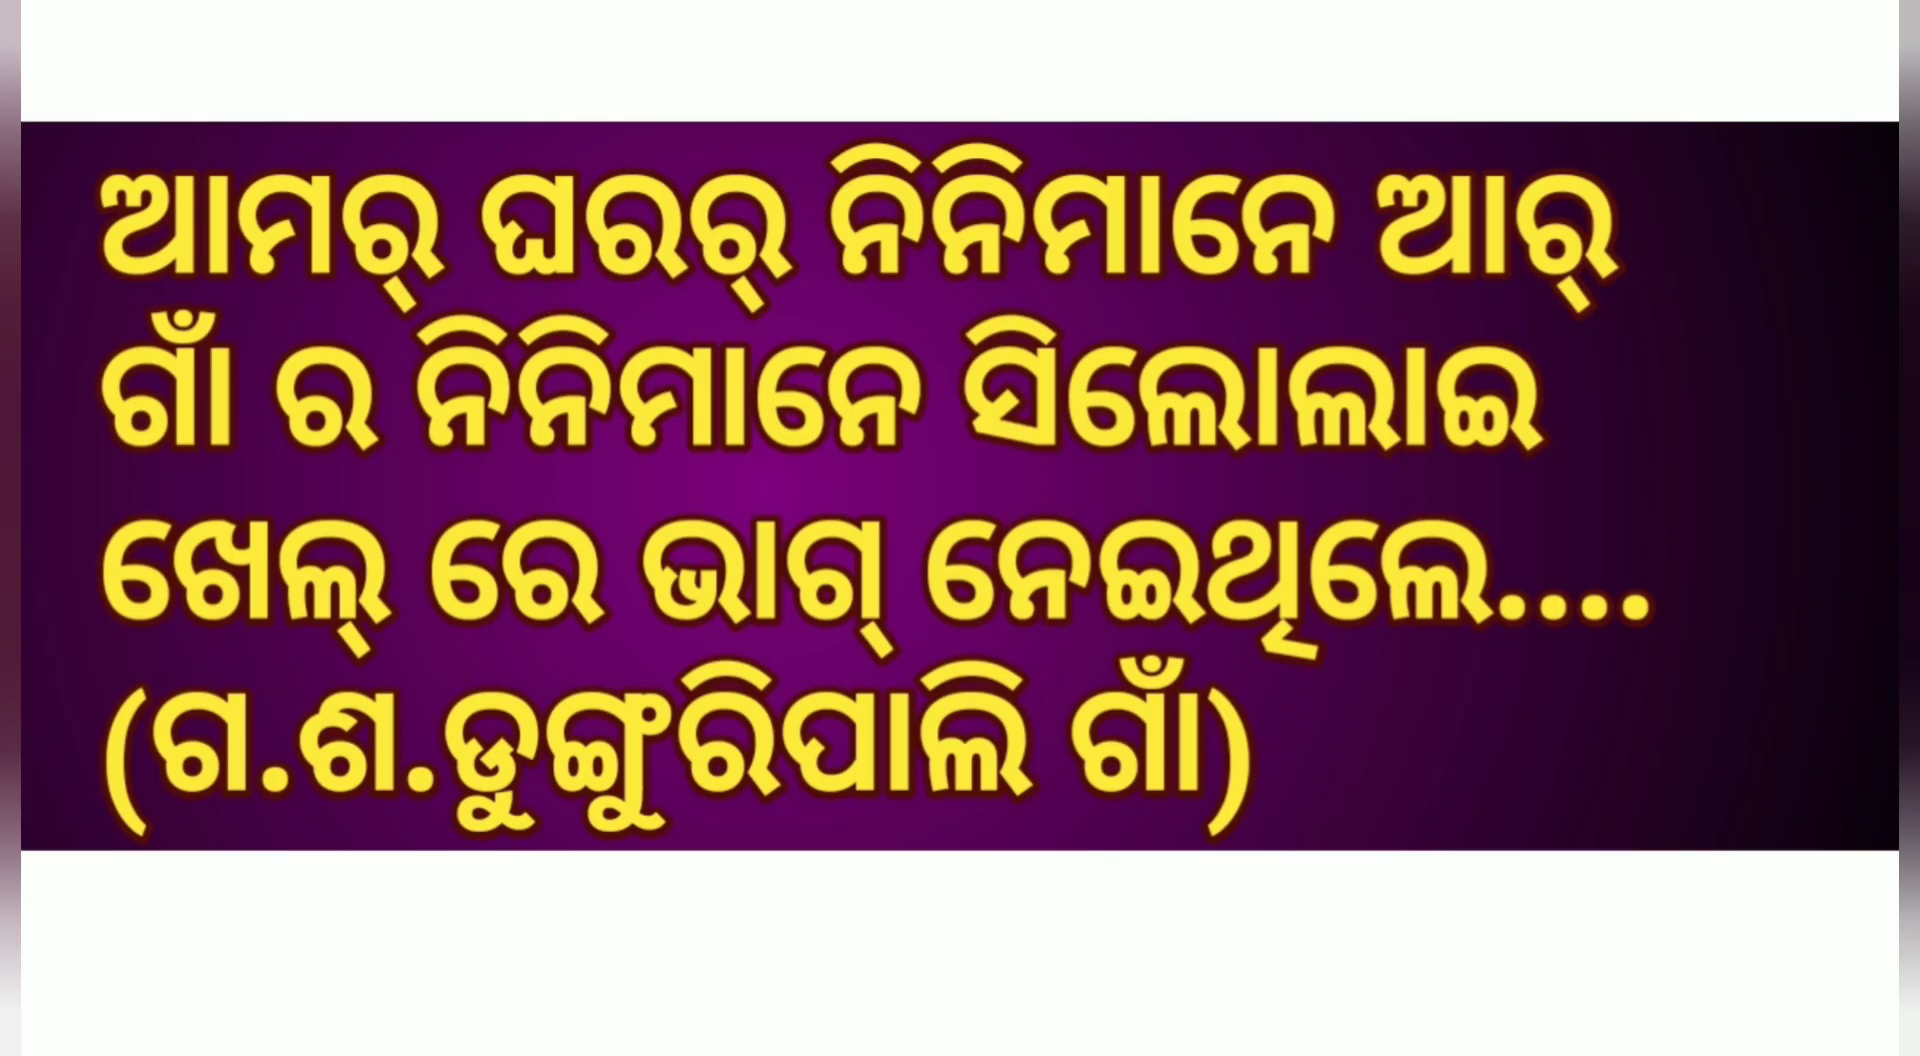 ଆମର୍ ଘରର୍ ନିନିମାନେ ଆର୍
ଗାଁ ର ନିନିମାନେ ସିଲୋଲାଇ
ଖେଲ୍ ରେ ଭାଗ୍ ନେଇଥିଲେ....
(ଗ.ଶ.ଡୁଙ୍ଗୁରିପାଲି ଗାଁ)